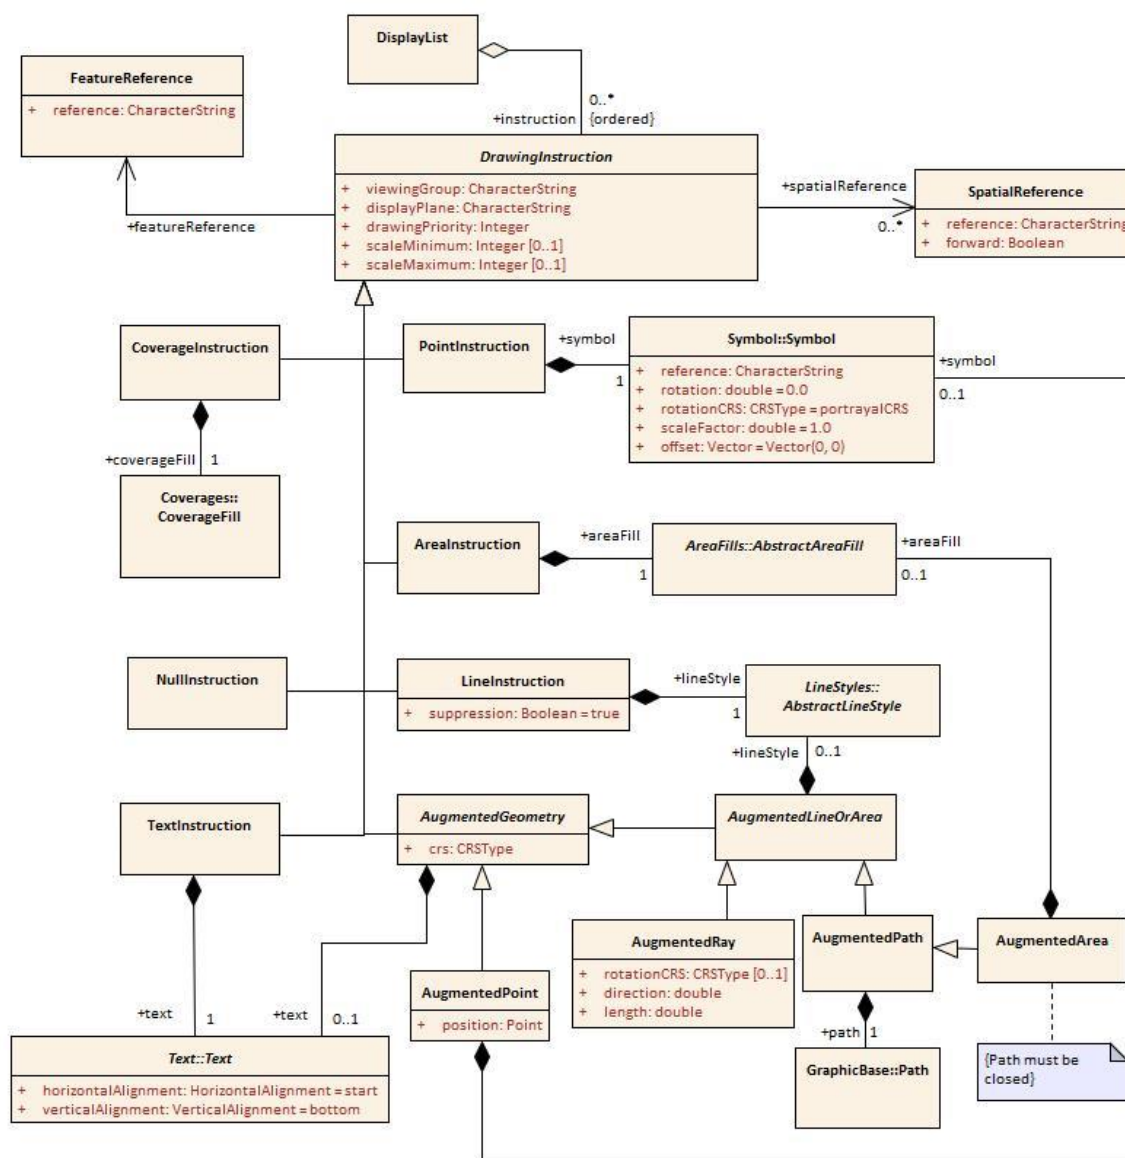 DisplayList
FeatureReference
+ reference: CharacterString
0..*
+instruction {ordered}
DrawingInstruction
+ viewingGroup: CharacterString
+ displayPlane: CharacterString
+ drawingPriority: Integer
+ scaleMinimum: Integer [0..1]
+ scaleMaximum: Integer [0..1]
+featureReference
+spatialReference
0..*
SpatialReference
+ reference: CharacterString
+ forward: Boolean
CoverageInstruction
PointInstruction
+symbol
1
Symbol::Symbol
+ reference: CharacterString
+ rotation: double = 0.0
+ rotationCRS: CRSType = portrayalCRS
+ scaleFactor: double = 1.0
+ offset: Vector = Vector(0, 0)
+symbol
0..1
+coverageFill 1
Coverages::
CoverageFill
AreaInstruction
+areaFill
1
AreaFills::AbstractAreaFill
+areaFill
0..1
NullInstruction
LineInstruction
+ suppression: Boolean = true
+lineStyle
1
LineStyles::
AbstractLineStyle
+lineStyle 0..1
TextInstruction
AugmentedGeometry
+ crs: CRSType
AugmentedLineOrArea
AugmentedRay
+ rotationCRS: CRSType [0..1]
+ direction: double
+ length: double
AugmentedPath
AugmentedArea
AugmentedPoint
+ position: Point
+text 1
+text 0..1
+path 1
Text::Text
+ horizontalAlignment: HorizontalAlignment = start
+ verticalAlignment: VerticalAlignment = bottom
GraphicBase::Path
{Path must be
closed}